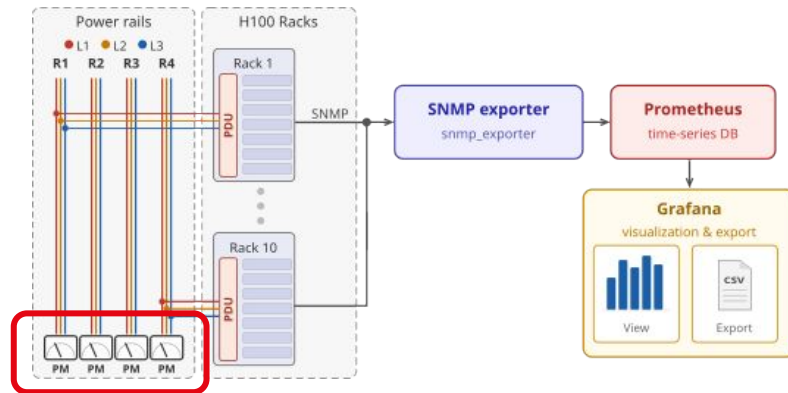 Power rails
L1 L2 L3
R1 R2 R3 R4
H100 Racks
Rack 1
PDU
SNMP
Rack 10
PDU
PM PM PM PM
SNMP exporter
snmp_exporter
Prometheus
time-series DB
Grafana
visualization & export
View
CSV
Export